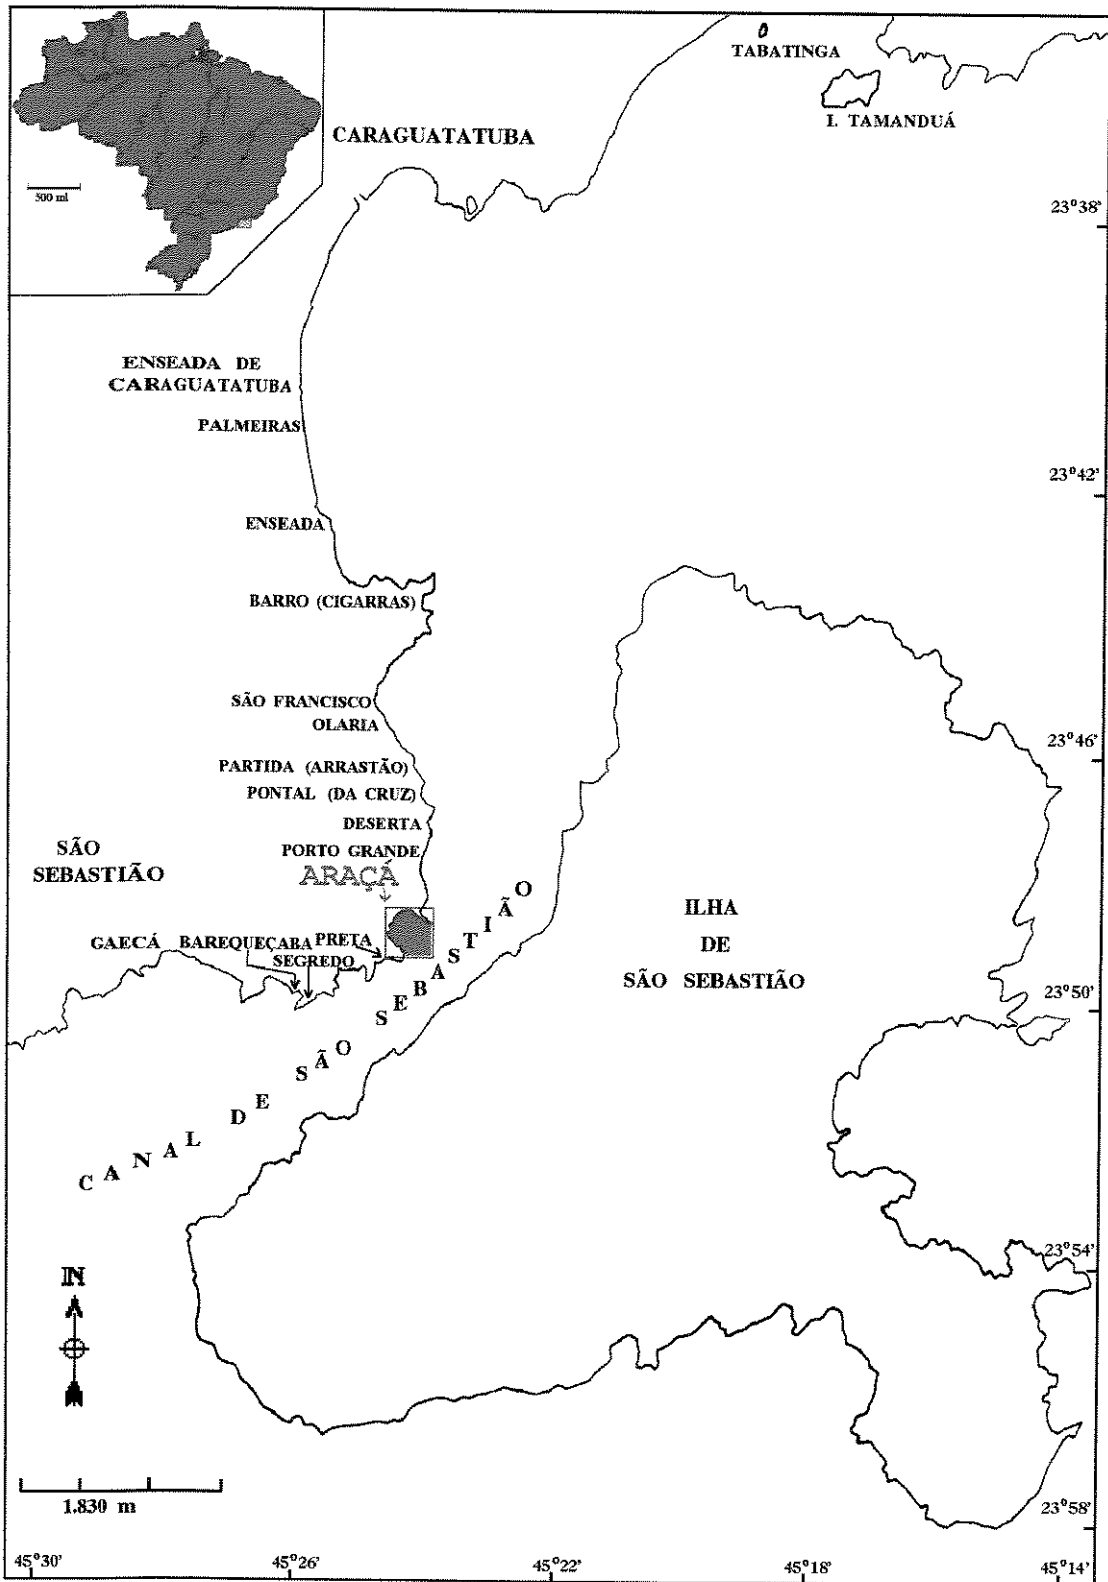 TABATINGA
I. TAMANDUÁ
CARAGUATATUBA
500 ml
23°38'
ENSEADA DE
CARAGUATATUBA
PALMEIRAS
23°42'
ENSEADA
BARRO (CIGARRAS)
SÃO FRANCISCO
OLARIA
23°46'
PARTIDA (ARRASTÃO)
PONTAL (DA CRUZ)
DESERTA
PORTO GRANDE
SÃO
SEBASTIÃO
ARAÇÁ
ILHA
DE
SÃO SEBASTIÃO
GAECÁ
BAREQUEÇABA
PRETA
SEGREDO
23°50'
CANAL DE SÃO SEBASTIÃO
23°54'
N
1.830 m
23°58'
45°30'
45°26'
45°22'
45°18'
45°14'